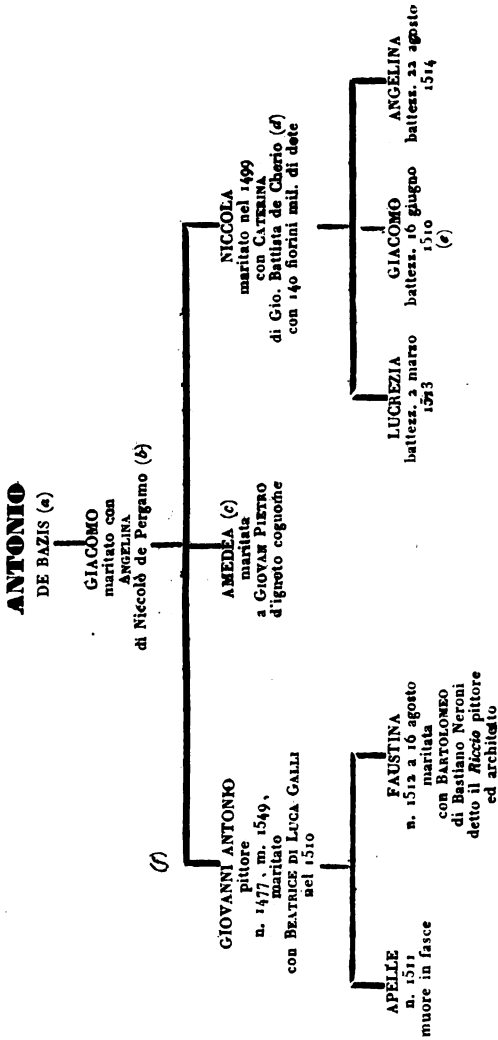 ANTONIO
DE BAZIS (a)
GIACOMO
maritato con
ANGELINA
di Niccolò de Pergamo (b)
(f)
GIOVANNI ANTONIO
pittore
n. 1477, m. 1549,
maritato
con BEATRICE DI LUCA GALLI
nel 1510
AMEDEA (c)
maritata
a GIOVAN PIETRO
d'ignoto coguome
NICCOLA
maritato nel 1499
con CATERINA
di Gio. Battista de Cherio (d)
con 140 fiorini mil. di dote
APELLE
n. 1511
muore in fasce
FAUSTINA
n. 1512 a 16 agosto
maritata
con BARTOLOMEO
di Bastiano Neroni
detto il Riccio pittore
ed architetto
LUCREZIA
battezz. 2 marzo
1513
GIACOMO
battezz. 16 giugno
1510
(e)
ANGELINA
battezz. 22 agosto
1514